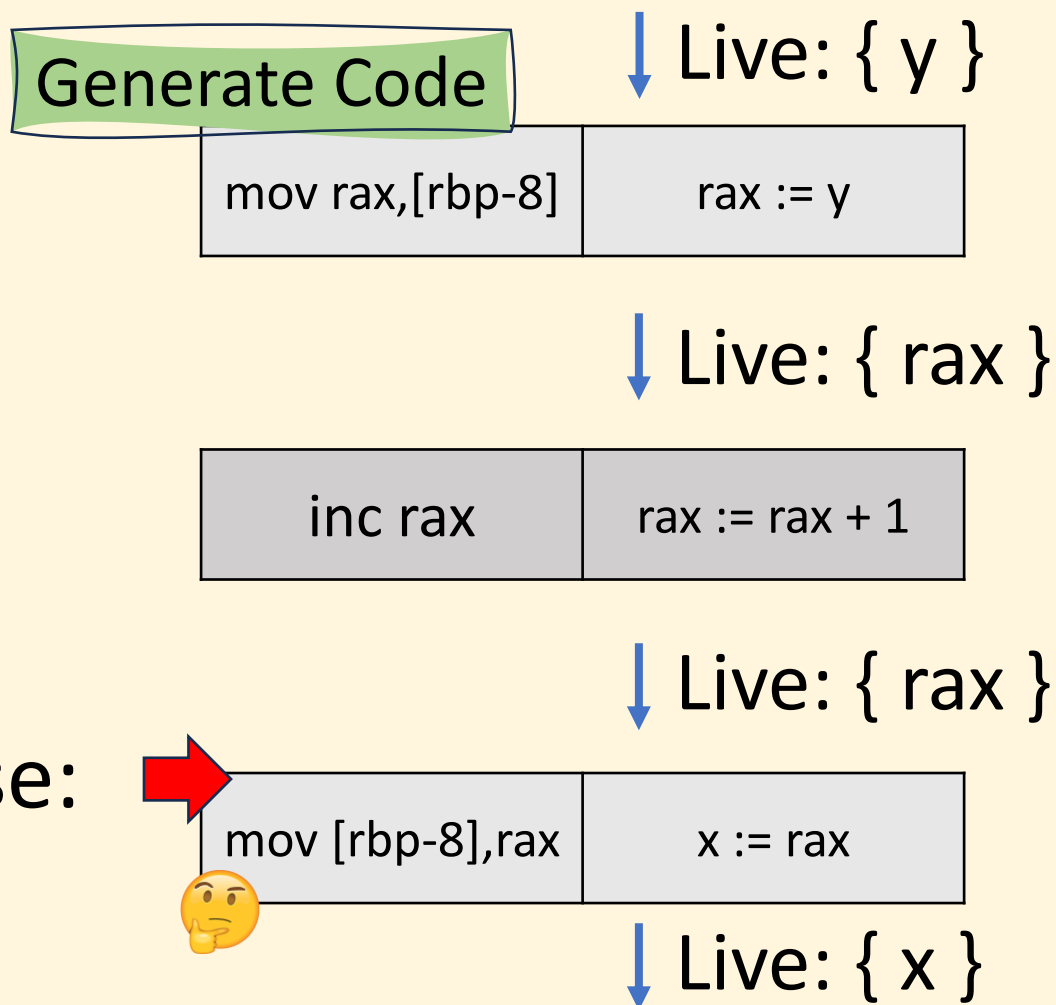 Generate Code
Live: { y }
mov rax,[rbp-8]
rax := y
Live: { rax }
inc rax
rax := rax + 1
Live: { rax }
se:
mov [rbp-8],rax
x := rax
Live: { x }